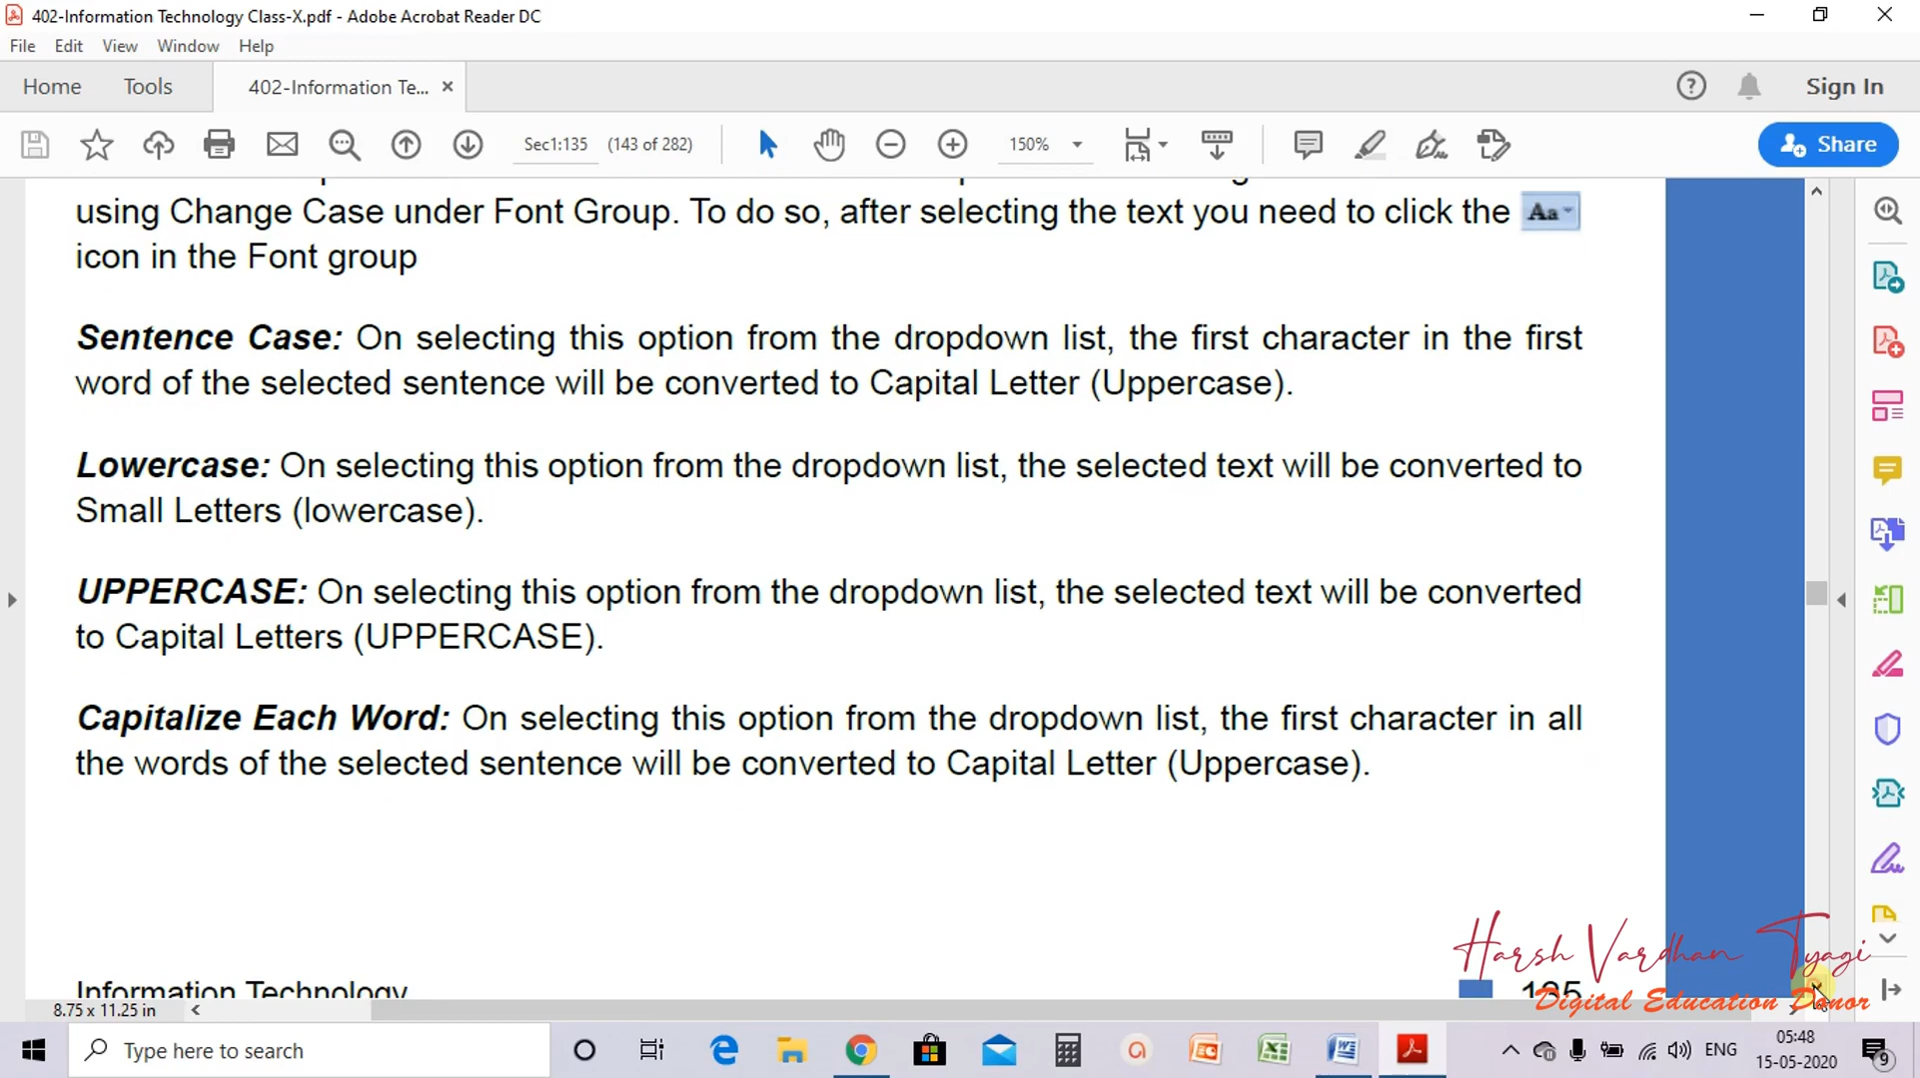 402-Information Technology Class-X.pdf - Adobe Acrobat Reader DC
File Edit View Window Help
Home Tools 402-Information Te... Sign In
Sec1:135 (143 of 282) 150% Share
using Change Case under Font Group. To do so, after selecting the text you need to click the Aa
icon in the Font group
Sentence Case: On selecting this option from the dropdown list, the first character in the first
word of the selected sentence will be converted to Capital Letter (Uppercase).
Lowercase: On selecting this option from the dropdown list, the selected text will be converted to
Small Letters (lowercase).
UPPERCASE: On selecting this option from the dropdown list, the selected text will be converted
to Capital Letters (UPPERCASE).
Capitalize Each Word: On selecting this option from the dropdown list, the first character in all
the words of the selected sentence will be converted to Capital Letter (Uppercase).
Harsh Vardhan Tyagi
Information Technology 135
Digital Education Danor
8.75 x 11.25 in
Type here to search ENG 05:48
15-05-2020 9